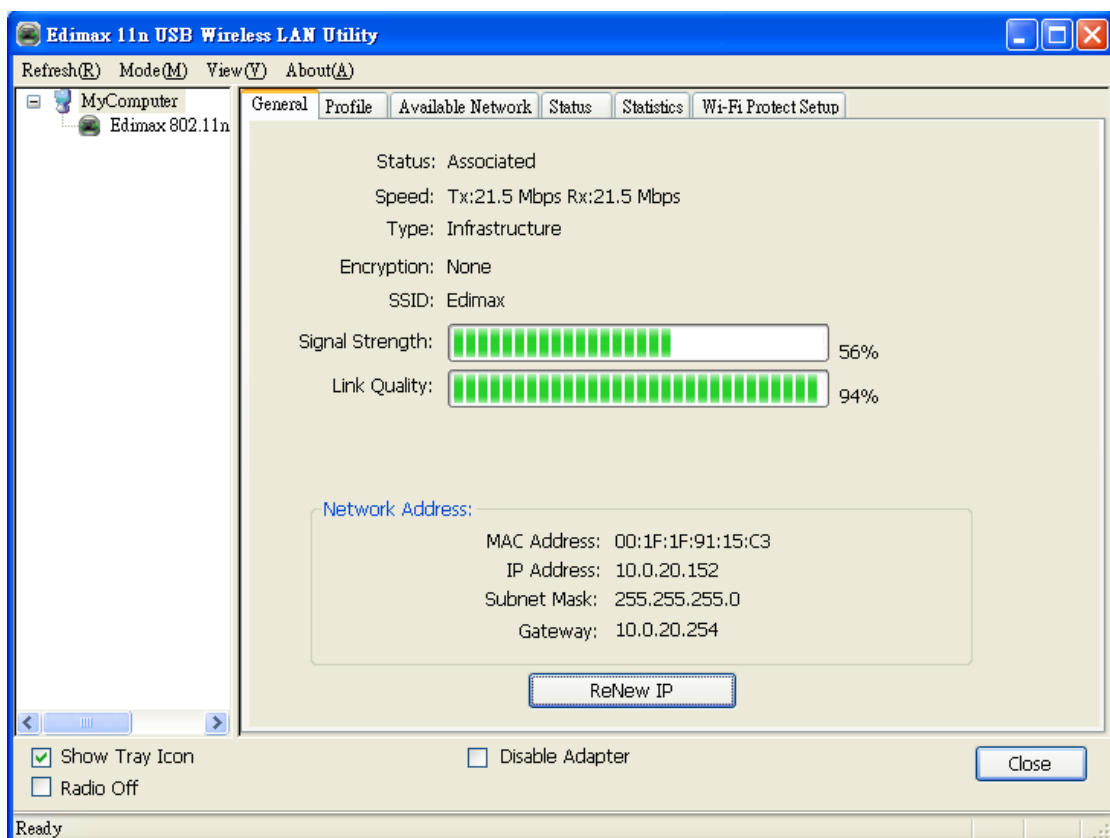 Edimax 11n USB Wireless LAN Utility
Refresh(R) Mode(M) View(V) About(A)
MyComputer
Edimax 802.11n
General Profile Available Network Status Statistics Wi-Fi Protect Setup
Status: Associated
Speed: Tx:21.5 Mbps Rx:21.5 Mbps
Type: Infrastructure
Encryption: None
SSID: Edimax
Signal Strength: 56%
Link Quality: 94%
Network Address:
MAC Address: 00:1F:1F:91:15:C3
IP Address: 10.0.20.152
Subnet Mask: 255.255.255.0
Gateway: 10.0.20.254
ReNew IP
Show Tray Icon Disable Adapter
Radio Off
Close
Ready